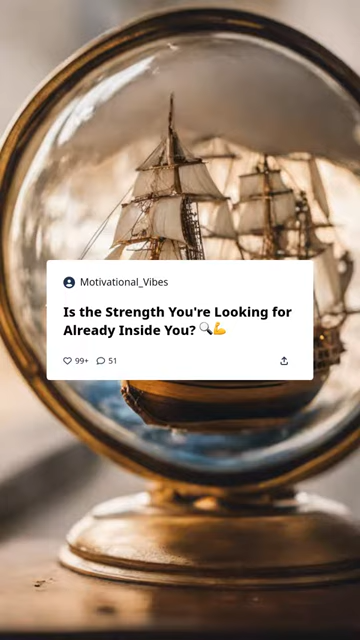 Motivational_Vibes
Is the Strength You're Looking for
Already Inside You? 🔍💪
99+ 51